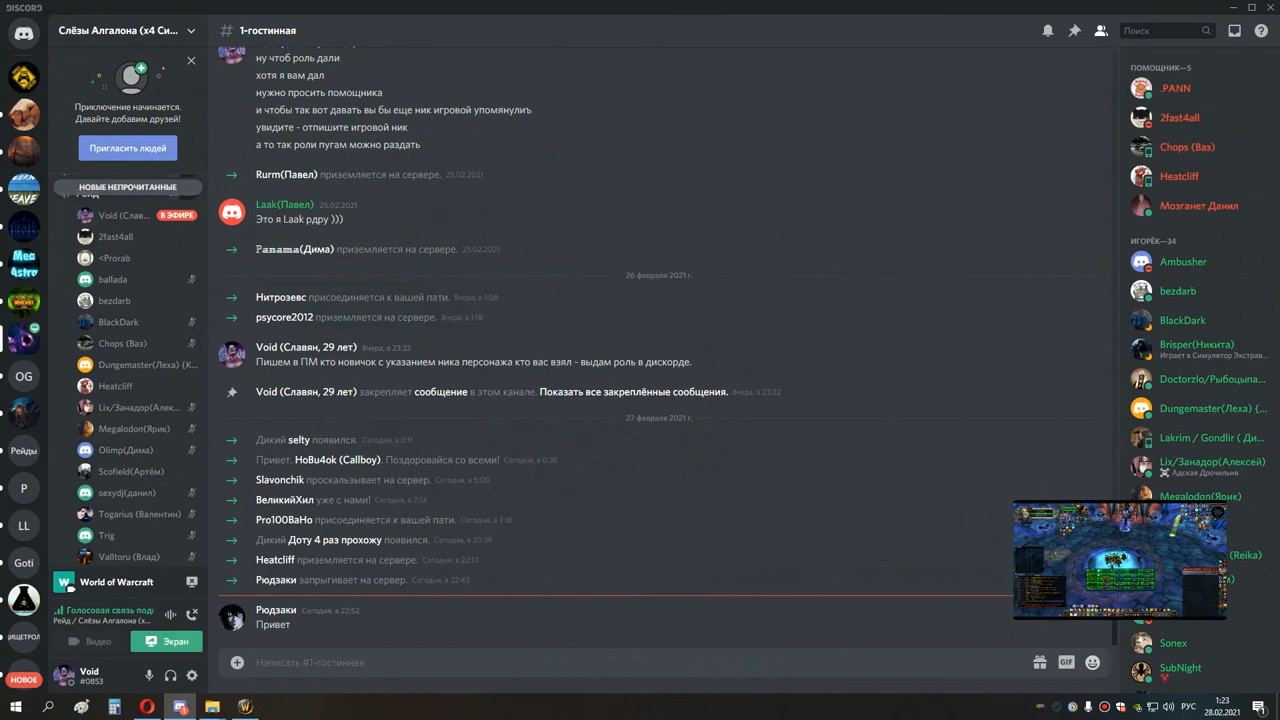 DISCORD
Слёзы Алгалона (x4 Си...
1-гостинная
Поиск
Приключение начинается.
Давайте добавим друзей!
Пригласить людей
НОВЫЕ НЕПРОЧИТАННЫЕ
Void (Слав...
В ЭФИРЕ
2fast4all
<Prorab
ballada
bezdarb
BlackDark
Chops (Ваз)
Dungemaster(Леха) {К...
Heatcliff
Lix/Занадор(Алек...
Megalodon(Ярик)
Olimp(Дима)
Scofield(Артём)
sexydj(данил)
Togarius (Валентин)
Trig
Valltoru (Влад)
World of Warcraft
Голосовая связь под
Рейд / Слёзы Алгалона (x...
Видео
Экран
Void
#0853
Mea
Astro
OG
Рейды
P
LL
Goti
ИЦЕТРОЛ
НОВОЕ
ну чтоб роль дали
хотя я вам дал
нужно просить помощника
и чтобы так вот давать вы бы еще ник игровой упомянулиъ
увидите - отпишите игровой ник
а то так роли пугам можно раздать
Rurm(Павел) приземляется на сервере. 25.02.2021
Laak(Павел) 25.02.2021
Это я Laak рдру )))
Panama(Дима) приземляется на сервере. 25.02.2021
26 февраля 2021 г.
Нитрозевс присоединяется к вашей пати. Вчера, в 1:08
psycore2012 приземляется на сервере. Вчера, в 1:18
Void (Славян, 29 лет) Вчера, в 23:22
Пишем в ПМ кто новичок с указанием ника персонажа кто вас взял - выдам роль в дискорде.
Void (Славян, 29 лет) закрепляет сообщение в этом канале. Показать все закреплённые сообщения. Вчера, в 23:22
27 февраля 2021 г.
Дикий selty появился. Сегодня, в 0:11
Привет, HoBu4ok (Callboy). Поздоровайся со всеми! Сегодня, в 0:36
Slavonchik проскальзывает на сервер. Сегодня, в 5:00
ВеликийХил уже с нами! Сегодня, в 7:13
Pro100BaHo присоединяется к вашей пати. Сегодня, в 7:16
Дикий Доту 4 раз прохожу появился. Сегодня, в 20:39
Heatcliff приземляется на сервере. Сегодня, в 22:13
Рюдзаки запрыгивает на сервер. Сегодня, в 22:43
Рюдзаки Сегодня, в 22:52
Привет
Написать #1-гостинная
GIF
ПОМОЩНИК—5
.PANN
2fast4all
Chops (Ваз)
Heatcliff
Мозганет Данил
ИГОРЁК—34
Ambusher
bezdarb
BlackDark
Brisper(Никита)
Играет в Симулятор Экстрав...
Doctorzlo/Рыбоцыпа...
Dungemaster(Леха) {...
Lakrim / Gondlir ( Ди...
Lix/Занадор(Алексей)
Адская Дрочильня
Megalodon(Ярик)
(Reika)
Sonex
SubNight
РУС
1:23
28.02.2021